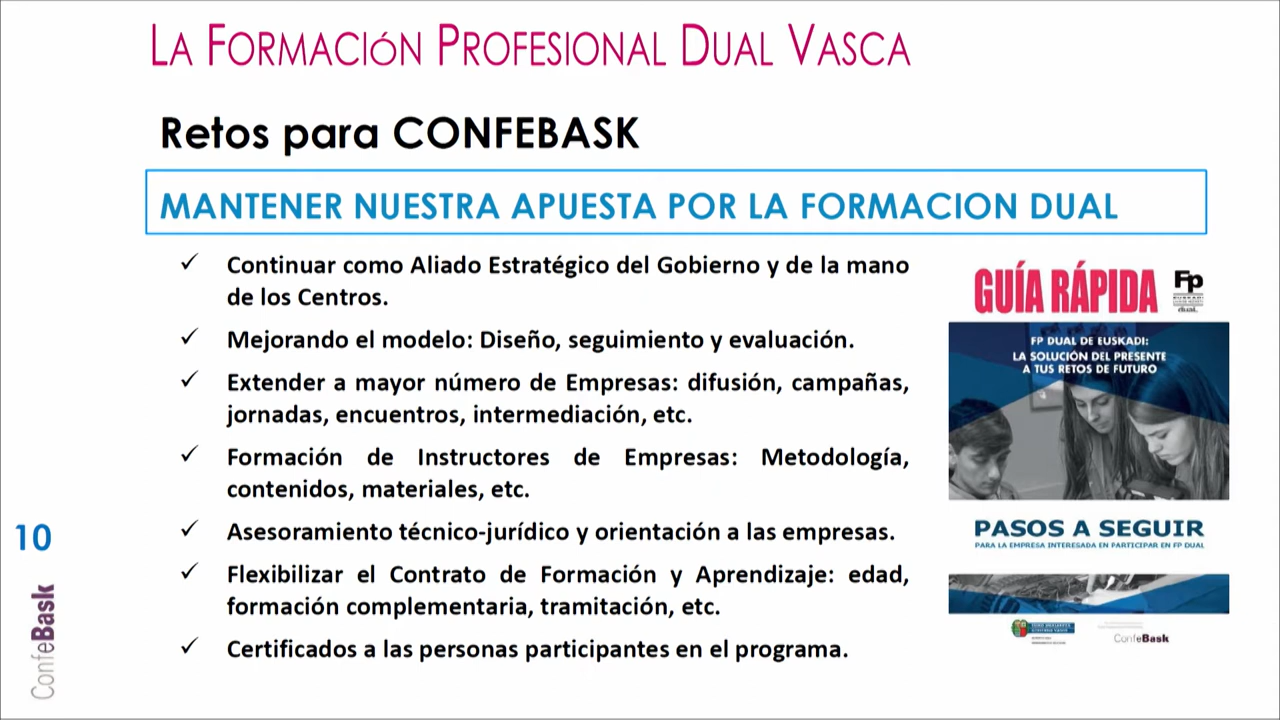 LA FORMACIÓN PROFESIONAL DUAL VASCA
Retos para CONFEBASK
MANTENER NUESTRA APUESTA POR LA FORMACION DUAL
✓ Continuar como Aliado Estratégico del Gobierno y de la mano
de los Centros.
✓ Mejorando el modelo: Diseño, seguimiento y evaluación.
✓ Extender a mayor número de Empresas: difusión, campañas,
jornadas, encuentros, intermediación, etc.
✓ Formación de Instructores de Empresas: Metodología,
contenidos, materiales, etc.
✓ Asesoramiento técnico-jurídico y orientación a las empresas.
✓ Flexibilizar el Contrato de Formación y Aprendizaje: edad,
formación complementaria, tramitación, etc.
✓ Certificados a las personas participantes en el programa.
GUÍA RÁPIDA
Fp
EUSKADI
dual
FP DUAL DE EUSKADI:
LA SOLUCIÓN DEL PRESENTE
A TUS RETOS DE FUTURO
PASOS A SEGUIR
PARA LA EMPRESA INTERESADA EN PARTICIPAR EN FP DUAL
ConfeBask
10
ConfeBask